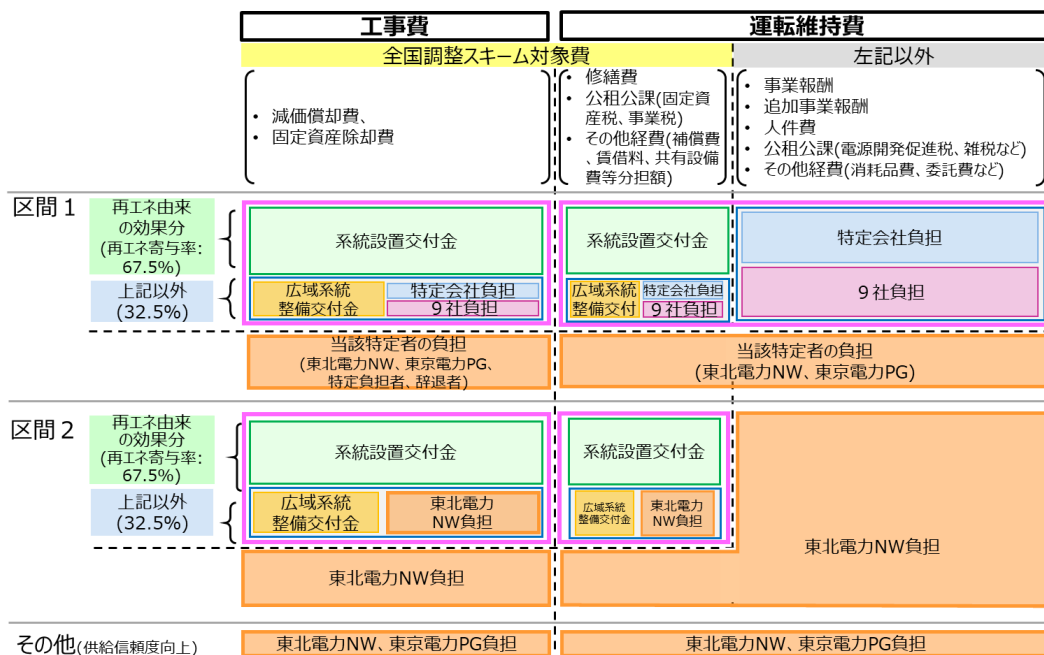 工事費
運転維持費
全国調整スキーム対象費
左記以外
• 減価償却費、
• 固定資産除却費
• 修繕費
• 公租公課(固定資
産税、事業税)
• その他経費(補償費
、賃借料、共有設備
費等分担額)
• 事業報酬
• 追加事業報酬
• 人件費
• 公租公課(電源開発促進税、雑税など)
• その他経費(消耗品費、委託費など)
区間1
再エネ由来
の効果分
(再エネ寄与率:
67.5%)
上記以外
(32.5%)
系統設置交付金
広域系統
整備交付金
特定会社負担
9社負担
系統設置交付金
広域系統
整備交付
特定会社負担
9社負担
特定会社負担
9社負担
当該特定者の負担
(東北電力NW、東京電力PG、
特定負担者、辞退者)
当該特定者の負担
(東北電力NW、東京電力PG)
区間2
再エネ由来
の効果分
(再エネ寄与率:
67.5%)
上記以外
(32.5%)
系統設置交付金
広域系統
整備交付金
東北電力
NW負担
系統設置交付金
広域系統
整備交付金
東北電力
NW負担
東北電力NW負担
東北電力NW負担
その他(供給信頼度向上)
東北電力NW、東京電力PG負担
東北電力NW、東京電力PG負担